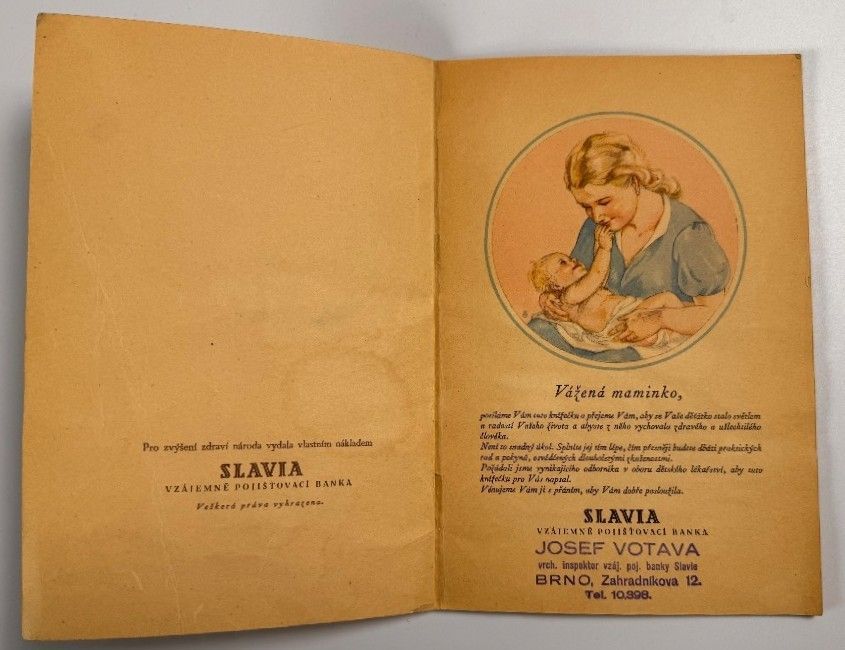 Pro zvýšení zdraví národa vydala vlastním nákladem
SLAVIA
VZÁJEMNĚ POJIŠŤOVACÍ BANKA
Veškerá práva vyhrazena.
Vážená maminko,
posíláme Vám tuto knížečku a přejeme Vám, aby se Vaše děťátko stalo světlem
a radostí Vašeho života a abyste z něho vychovala zdravého a ušlechtilého
člověka.
Není to snadný úkol. Splníte jej tím lépe, čím přesněji budete dbáti praktických
rad a pokynů, osvědčených dlouholetými zkušenostmi.
Požádali jsme vynikajícího odborníka v oboru dětského lékařství, aby tuto
knížečku pro Vás napsal.
Věnujeme Vám ji s přáním, aby Vám dobře posloužila.
SLAVIA
VZÁJEMNĚ POJIŠŤOVACÍ BANKA
JOSEF VOTAVA
vrch. inspektor vzáj. poj. banky Slavie
BRNO, Zahradníkova 12.
Tel. 10.398.